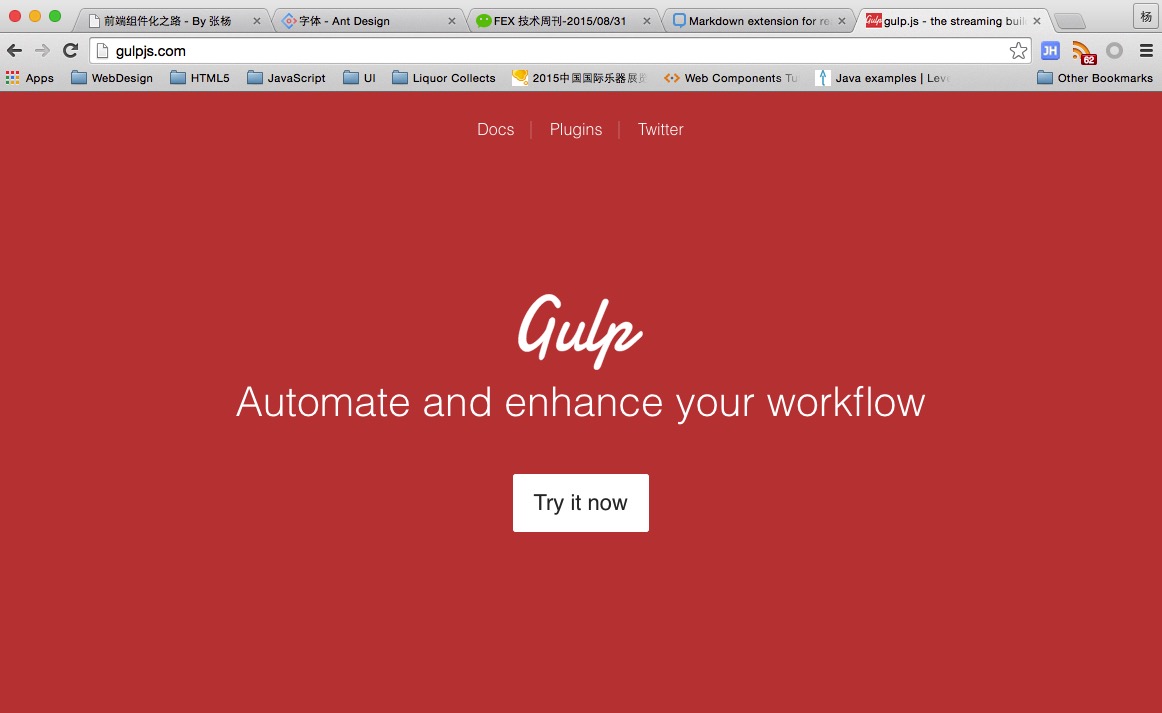 前端组件化之路 - By 张杨
字体 - Ant Design
FEX 技术周刊-2015/08/31
Markdown extension for re
gulp.js - the streaming buil
杨
gulpjs.com
JH
62
Apps
WebDesign
HTML5
JavaScript
UI
Liquor Collects
2015中国国际乐器展览
Web Components Tu
Java examples | Leve
Other Bookmarks
Docs
Plugins
Twitter
Gulp
Automate and enhance your workflow
Try it now